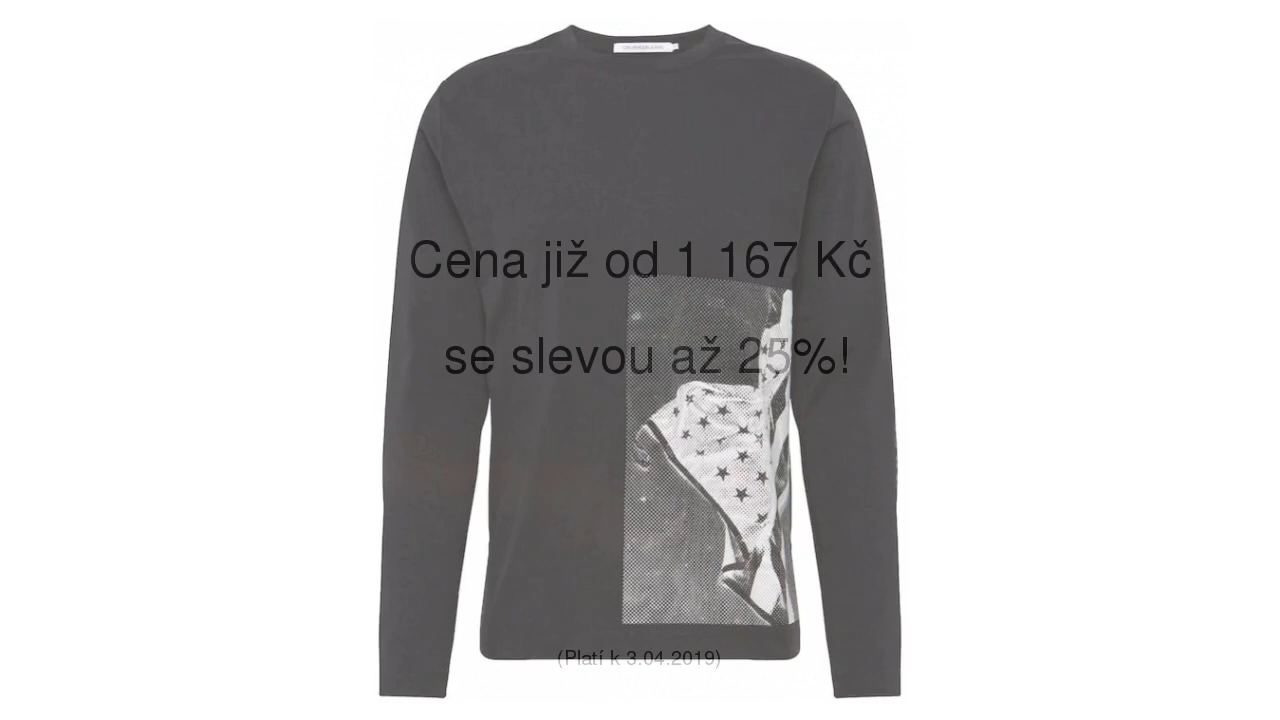 Cena již od 1 167 Kč
se slevou až 25%!
(Platí k 3.04.2019)